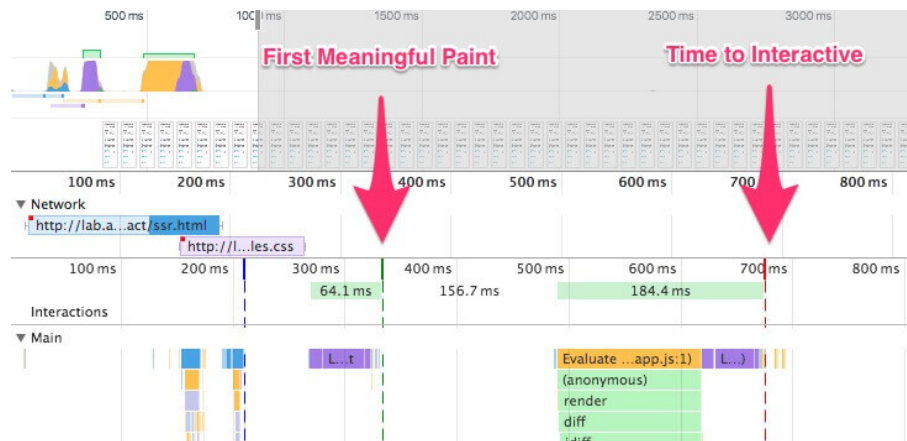 500 ms 1000 ms 1500 ms 2000 ms 2500 ms 3000 ms
First Meaningful Paint Time to Interactive
100 ms 200 ms 300 ms 400 ms 500 ms 600 ms 700 ms 800 ms
▼ Network
http://lab.a...act/ssr.html
http://l...les.css
100 ms 200 ms 300 ms 400 ms 500 ms 600 ms 700 ms 800 ms
64.1 ms 156.7 ms 184.4 ms
Interactions
▼ Main
L...t Evaluate ...app.js:1) L...)
(anonymous)
render
diff
idiff